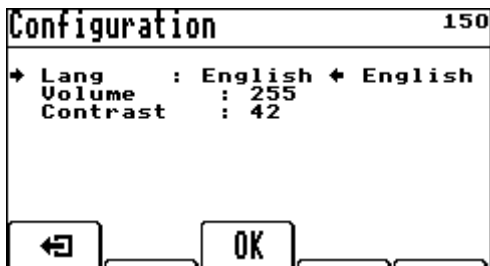 Configuration 150
➔ Lang : English ← English
Volume : 255
Contrast : 42
OK